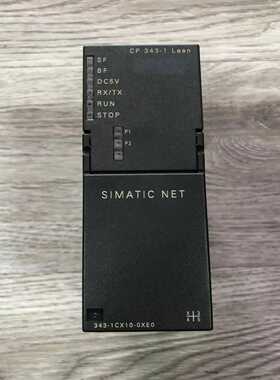 CP 343-1 Lean
SF
BF
DC5V
RX/TX
RUN
STOP
P1
P2
SIMATIC NET
343-1CX10-0XE0